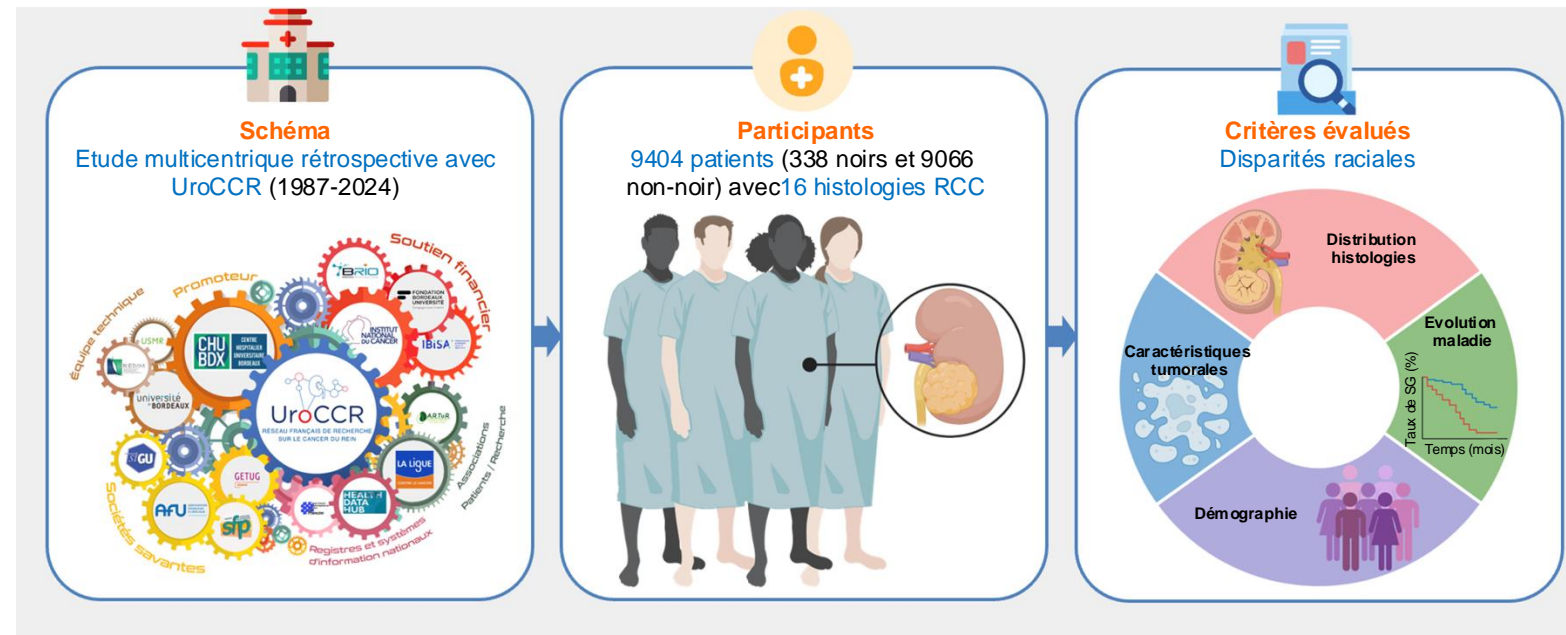 Schéma
Etude multicentrique rétrospective avec
UroCCR (1987-2024)
Équipe technique
Promoteur
Soutien financier
BRIO
FONDATION
BORDEAUX
UNIVERSITÉ
INSTITUT
NATIONAL
DU CANCER
IBiSA
USMR
CHU
BDX
CENTRE
HOSPITALIER
UNIVERSITAIRE
BORDEAUX
université
de BORDEAUX
UroCCR
RÉSEAU FRANÇAIS DE RECHERCHE
SUR LE CANCER DU REIN
ARTuR
LA LIGUE
CONTRE LE CANCER
Associations
Patients / Recherche
GETUG
HEALTH
DATA
HUB
AFU
sfp
Sociétés savantes
Registres et systèmes
d'information nationaux
Participants
9404 patients (338 noirs et 9066
non-noir) avec16 histologies RCC
Critères évalués
Disparités raciales
Distribution
histologies
Evolution
maladie
Taux de SG (%)
Temps (mois)
Caractéristiques
tumorales
Démographie